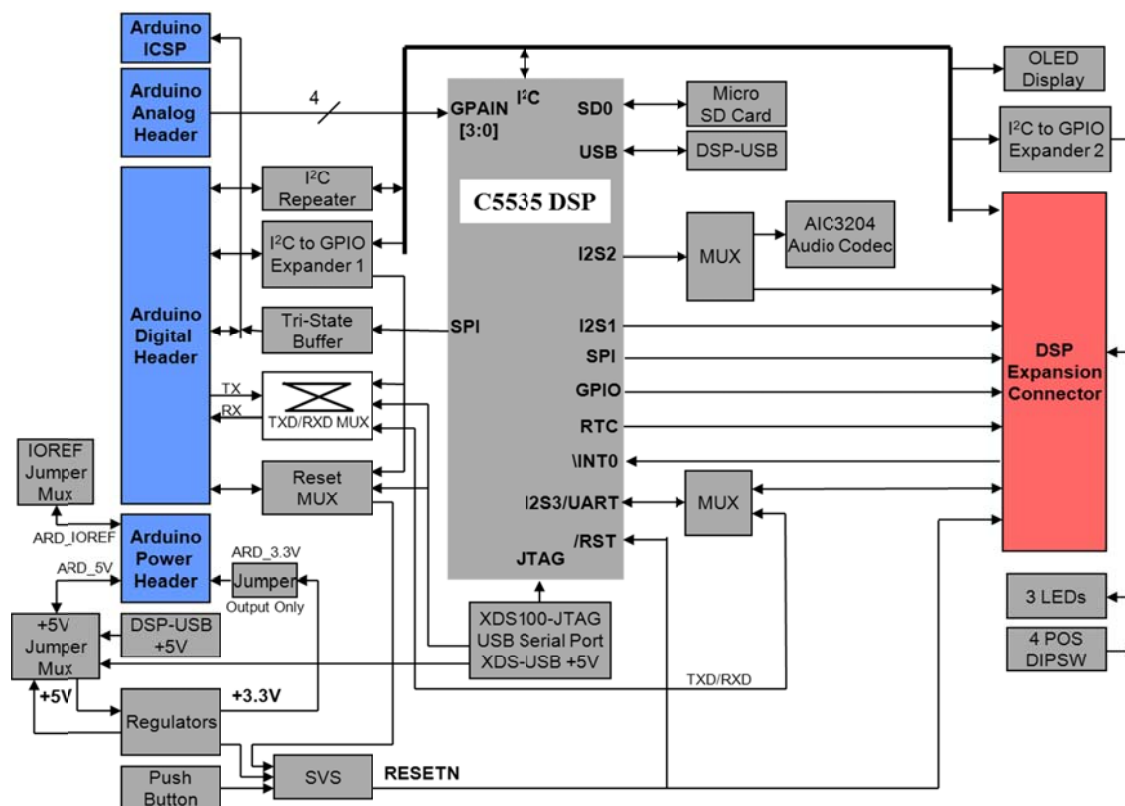 Arduino
ICSP
Arduino
Analog
Header
4
GPAIN
[3:0]
I²C
SD0
Micro
SD Card
OLED
Display
USB
DSP-USB
I²C to GPIO
Expander 2
I²C
Repeater
C5535 DSP
I²C to GPIO
Expander 1
I2S2
MUX
AIC3204
Audio Codec
Arduino
Digital
Header
Tri-State
Buffer
SPI
I2S1
SPI
GPIO
RTC
\INT0
DSP
Expansion
Connector
TX
RX
TXD/RXD MUX
Reset
MUX
I2S3/UART
MUX
/RST
JTAG
IOREF
Jumper
Mux
ARD_IOREF
Arduino
Power
Header
ARD_3.3V
Jumper
Output Only
ARD_5V
+5V
Jumper
Mux
DSP-USB
+5V
XDS100-JTAG
USB Serial Port
XDS-USB +5V
TXD/RXD
3 LEDs
4 POS
DIPSW
+5V
Regulators
+3.3V
Push
Button
SVS
RESETN